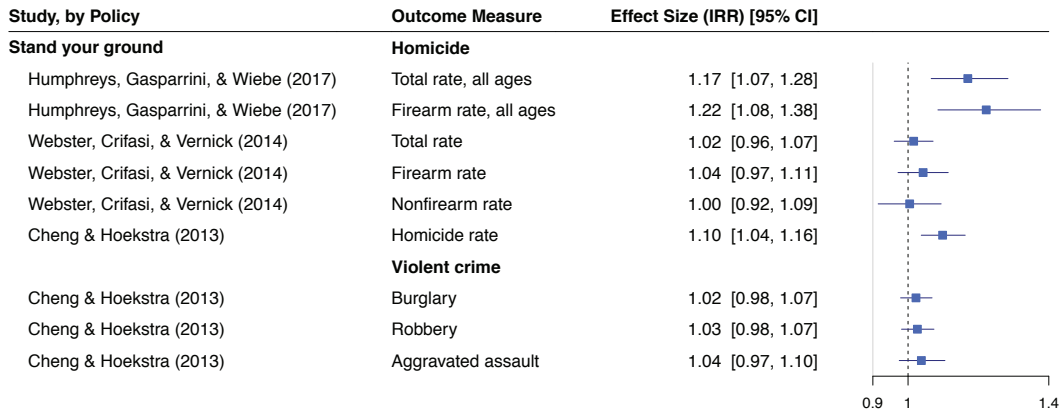 Study, by Policy Outcome Measure Effect Size (IRR) [95% CI]
Stand your ground Homicide
Humphreys, Gasparrini, & Wiebe (2017) Total rate, all ages 1.17 [1.07, 1.28]
Humphreys, Gasparrini, & Wiebe (2017) Firearm rate, all ages 1.22 [1.08, 1.38]
Webster, Crifasi, & Vernick (2014) Total rate 1.02 [0.96, 1.07]
Webster, Crifasi, & Vernick (2014) Firearm rate 1.04 [0.97, 1.11]
Webster, Crifasi, & Vernick (2014) Nonfirearm rate 1.00 [0.92, 1.09]
Cheng & Hoekstra (2013) Homicide rate 1.10 [1.04, 1.16]
Violent crime
Cheng & Hoekstra (2013) Burglary 1.02 [0.98, 1.07]
Cheng & Hoekstra (2013) Robbery 1.03 [0.98, 1.07]
Cheng & Hoekstra (2013) Aggravated assault 1.04 [0.97, 1.10]
0.9 1 1.4